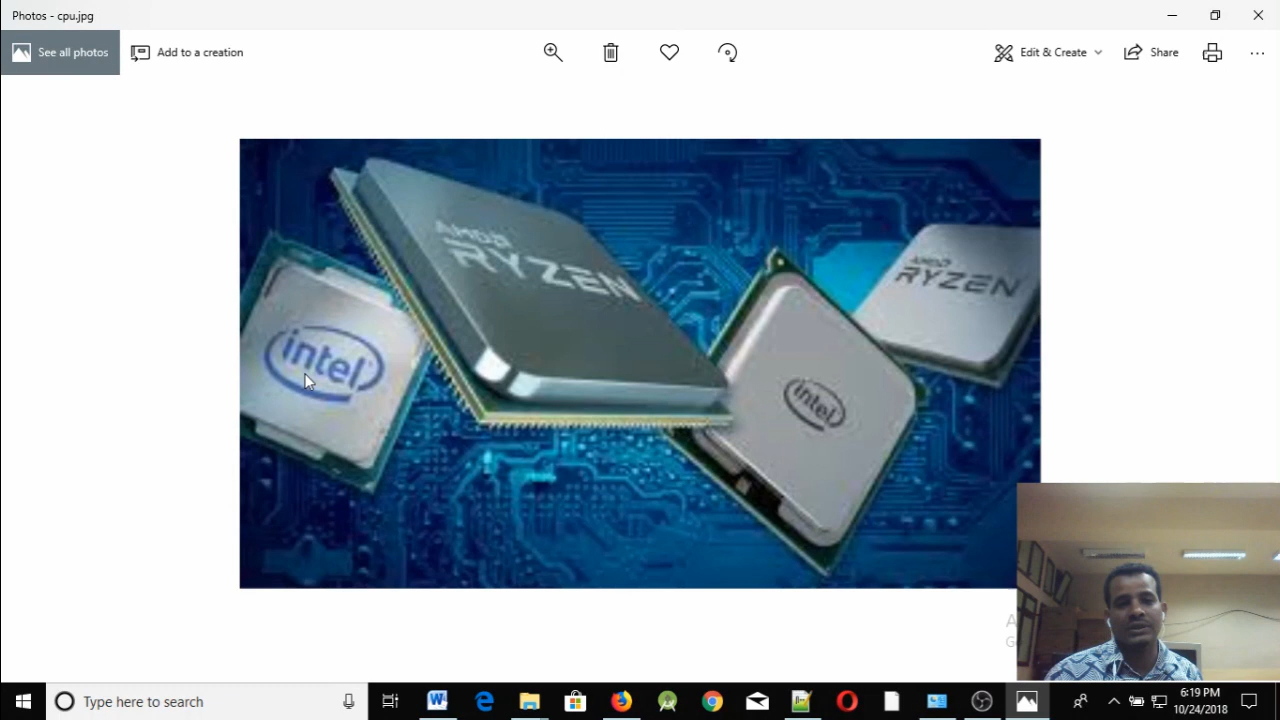 Photos - cpu.jpg
See all photos
Add to a creation
Edit & Create
Share
AMD
RYZEN
AMD
RYZEN
intel
intel
Type here to search
6:19 PM
10/24/2018